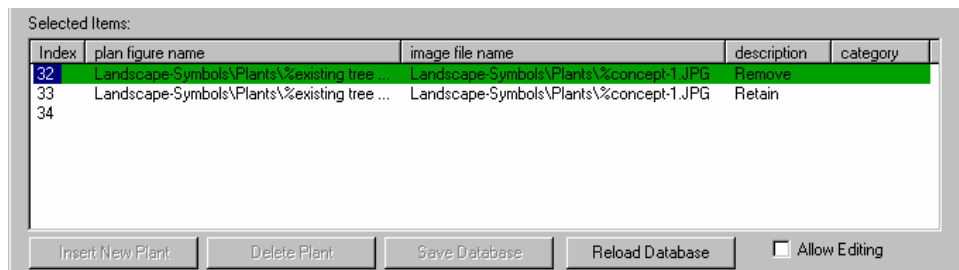 Selected Items:
Index plan figure name image file name description category
32 Landscape-Symbols\Plants\%existing tree ... Landscape-Symbols\Plants\%concept-1.JPG Remove
33 Landscape-Symbols\Plants\%existing tree ... Landscape-Symbols\Plants\%concept-1.JPG Retain
34
Insert New Plant Delete Plant Save Database Reload Database Allow Editing